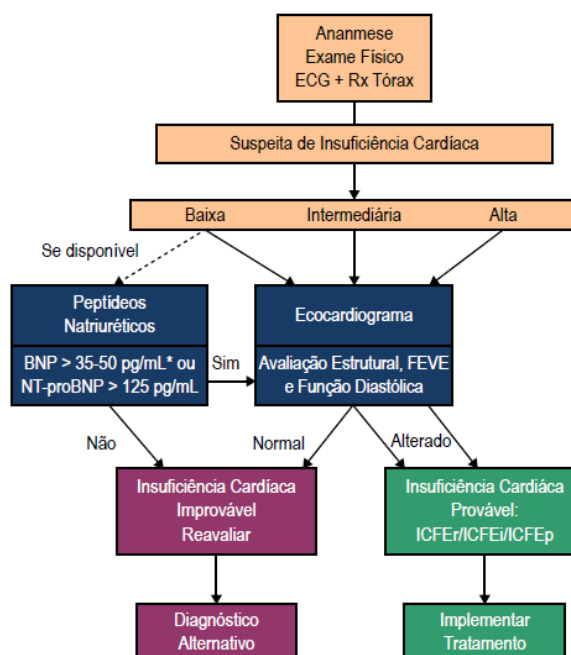 Ananmese
Exame Físico
ECG + Rx Tórax
Suspeita de Insuficiência Cardíaca
Baixa Intermediária Alta
Se disponível
Peptídeos
Natriuréticos
BNP > 35-50 pg/mL* ou
NT-proBNP > 125 pg/mL
Sim
Ecocardiograma
Avaliação Estrutural, FEVE
e Função Diastólica
Não
Normal
Alterado
Insuficiência Cardíaca
Improvável
Reavaliar
Insuficiência Cardíáca
Provável:
ICFEr/ICFEi/ICFEp
Diagnóstico
Alternativo
Implementar
Tratamento